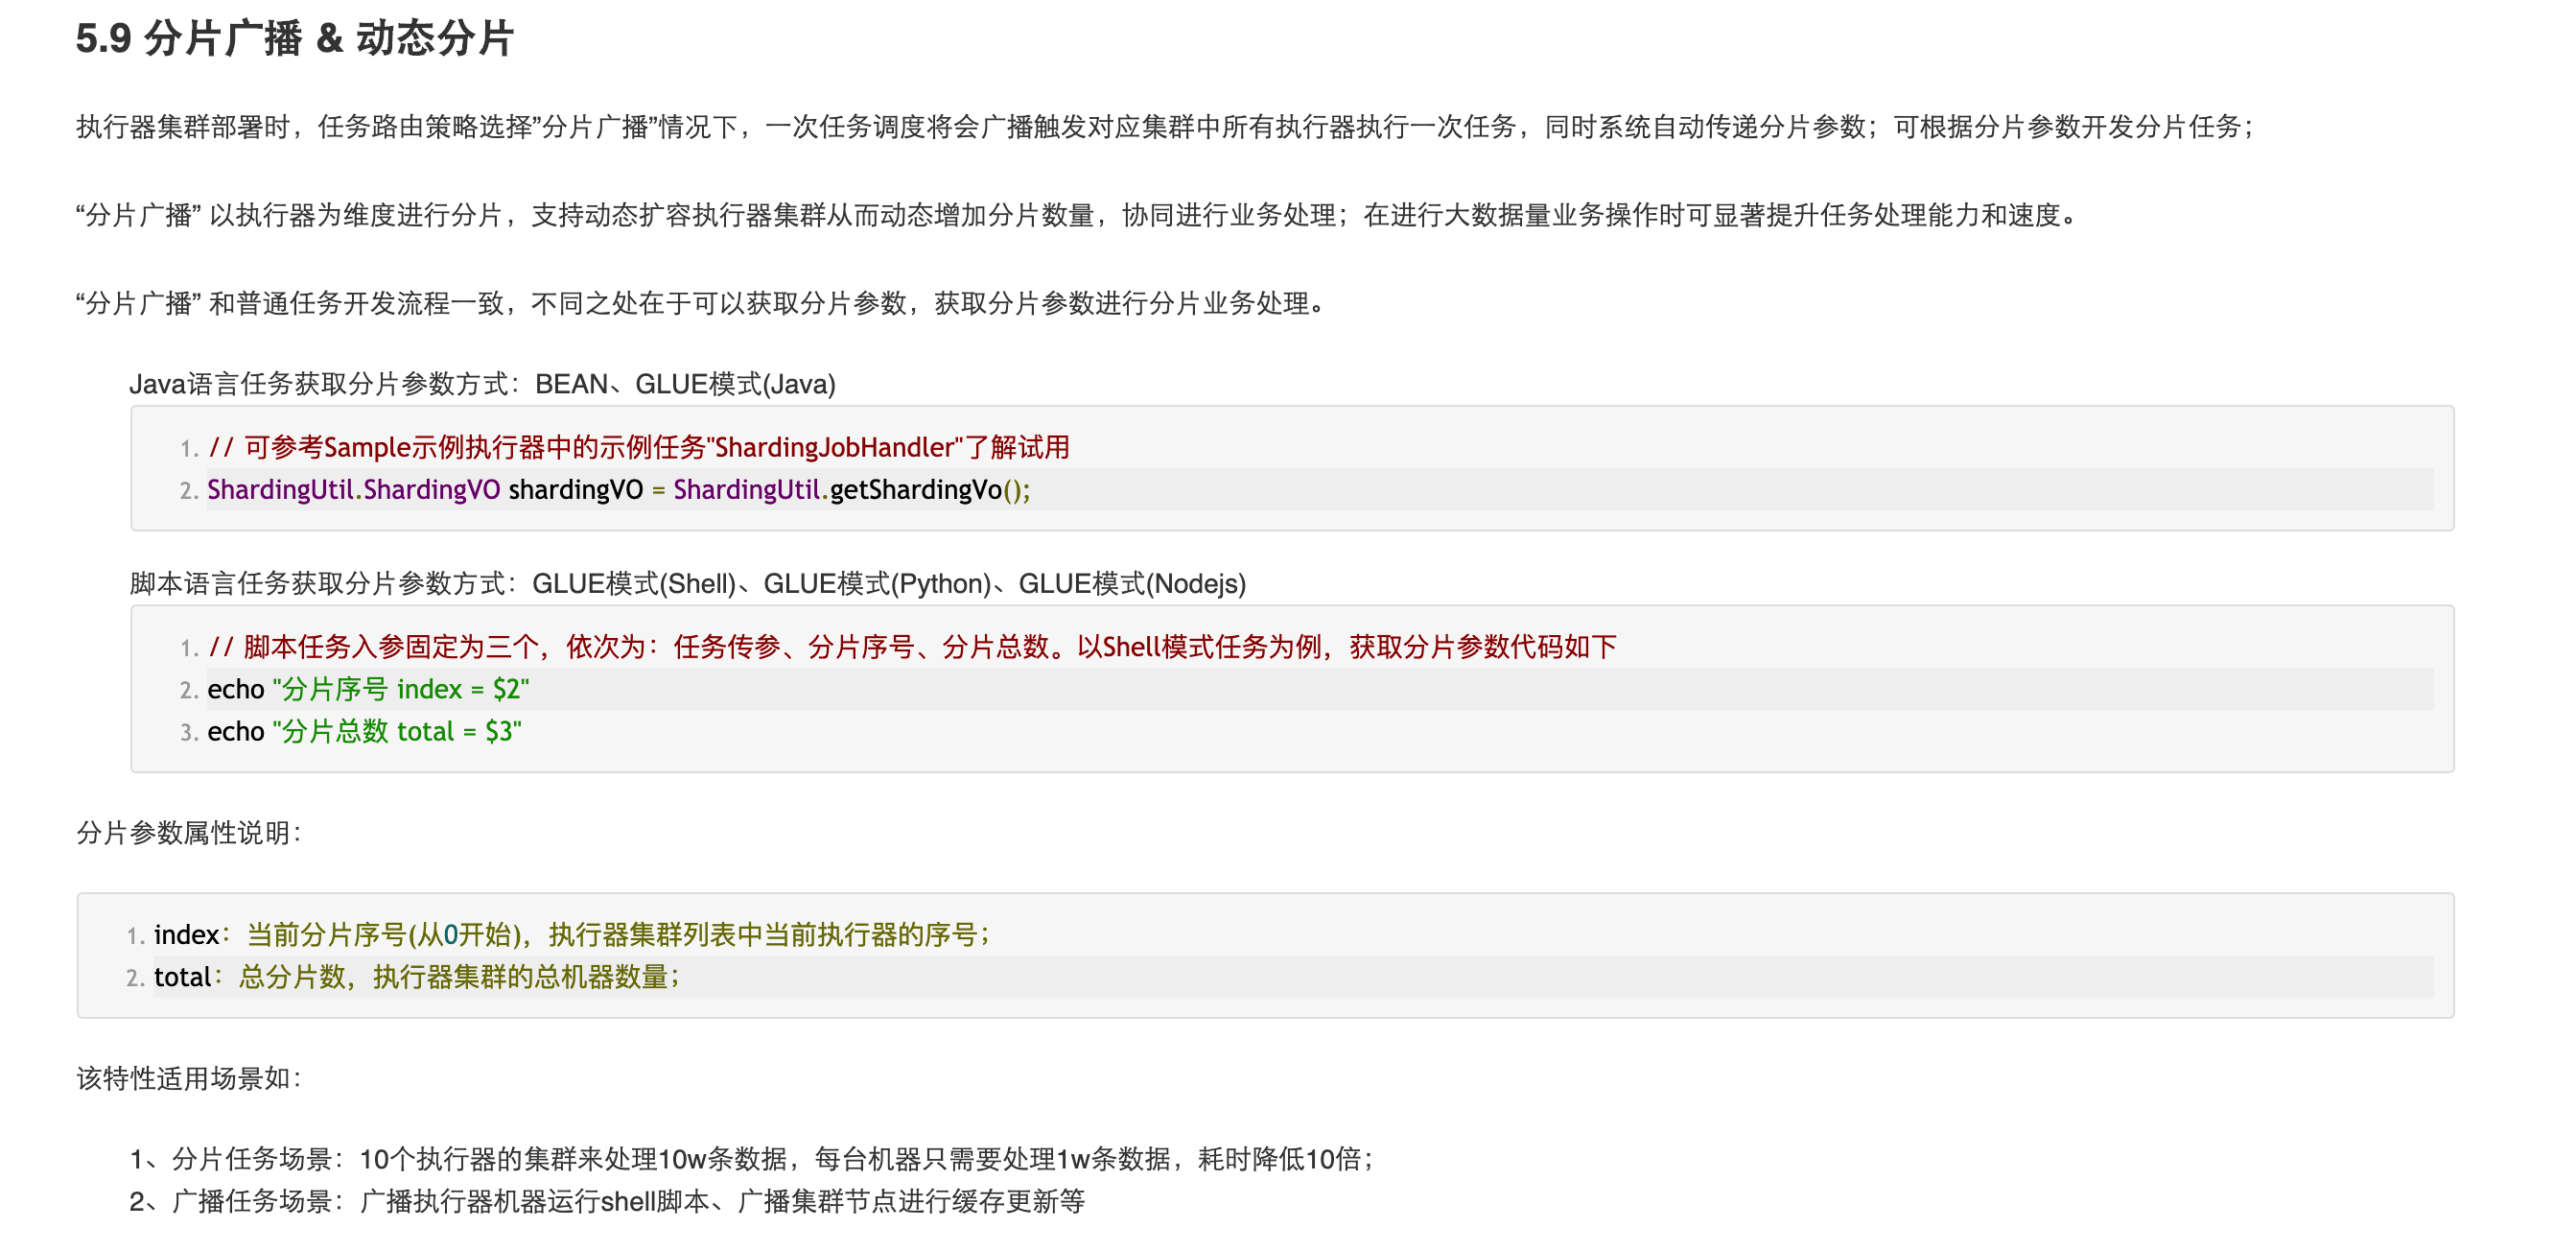 5.9 分片广播 & 动态分片
执行器集群部署时，任务路由策略选择”分片广播”情况下，一次任务调度将会广播触发对应集群中所有执行器执行一次任务，同时系统自动传递分片参数；可根据分片参数开发分片任务；
“分片广播” 以执行器为维度进行分片，支持动态扩容执行器集群从而动态增加分片数量，协同进行业务处理；在进行大数据量业务操作时可显著提升任务处理能力和速度。
“分片广播” 和普通任务开发流程一致，不同之处在于可以获取分片参数，获取分片参数进行分片业务处理。
Java语言任务获取分片参数方式：BEAN、GLUE模式(Java)
1. // 可参考Sample示例执行器中的示例任务"ShardingJobHandler"了解试用
2. ShardingUtil.ShardingVO shardingVO = ShardingUtil.getShardingVo();
脚本语言任务获取分片参数方式：GLUE模式(Shell)、GLUE模式(Python)、GLUE模式(Nodejs)
1. // 脚本任务入参固定为三个，依次为：任务传参、分片序号、分片总数。以Shell模式任务为例，获取分片参数代码如下
2. echo "分片序号 index = $2"
3. echo "分片总数 total = $3"
分片参数属性说明：
1. index：当前分片序号(从0开始)，执行器集群列表中当前执行器的序号；
2. total：总分片数，执行器集群的总机器数量；
该特性适用场景如：
1、分片任务场景：10个执行器的集群来处理10w条数据，每台机器只需要处理1w条数据，耗时降低10倍；
2、广播任务场景：广播执行器机器运行shell脚本、广播集群节点进行缓存更新等